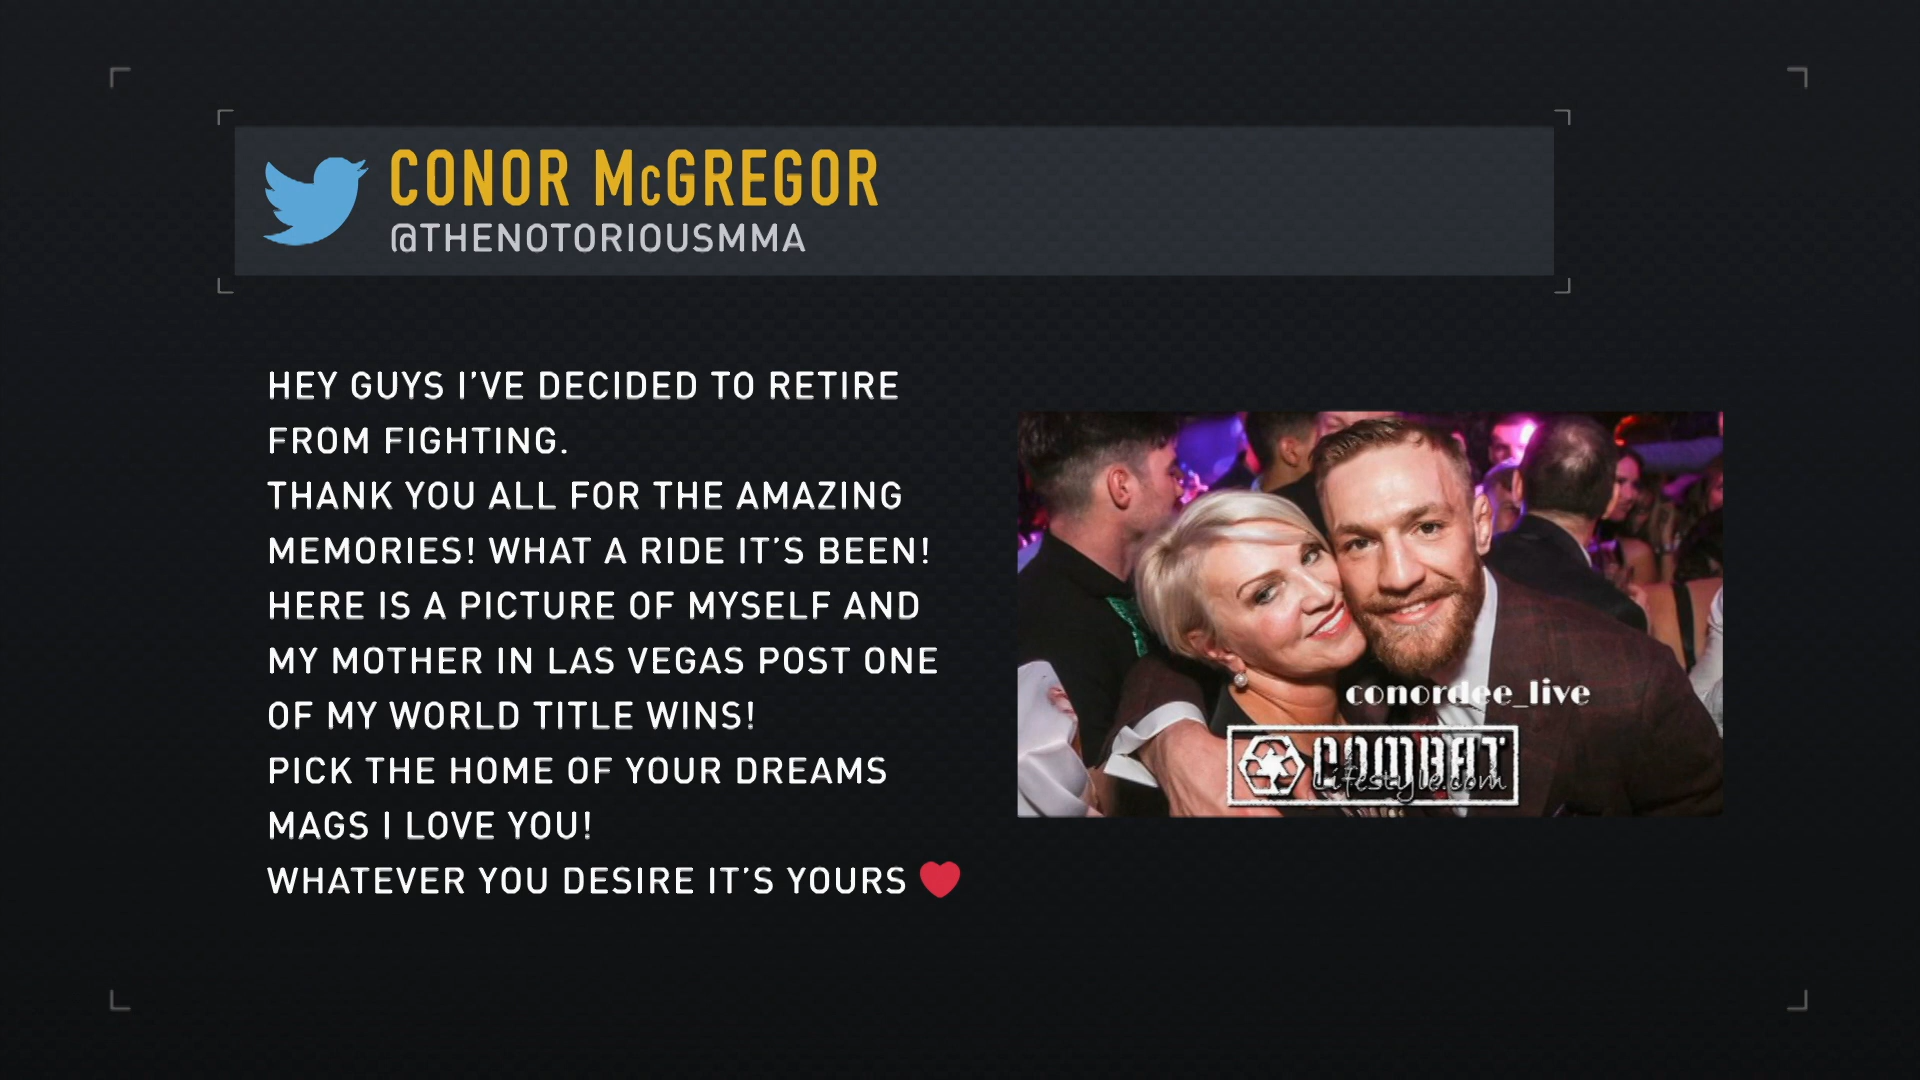 CONOR McGREGOR
@THENOTORIOUSMMA
HEY GUYS I'VE DECIDED TO RETIRE
FROM FIGHTING.
THANK YOU ALL FOR THE AMAZING
MEMORIES! WHAT A RIDE IT'S BEEN!
HERE IS A PICTURE OF MYSELF AND
MY MOTHER IN LAS VEGAS POST ONE
OF MY WORLD TITLE WINS!
PICK THE HOME OF YOUR DREAMS
MAGS I LOVE YOU!
WHATEVER YOU DESIRE IT'S YOURS ❤
conordee_live
COMBAT
Lifestyle.com